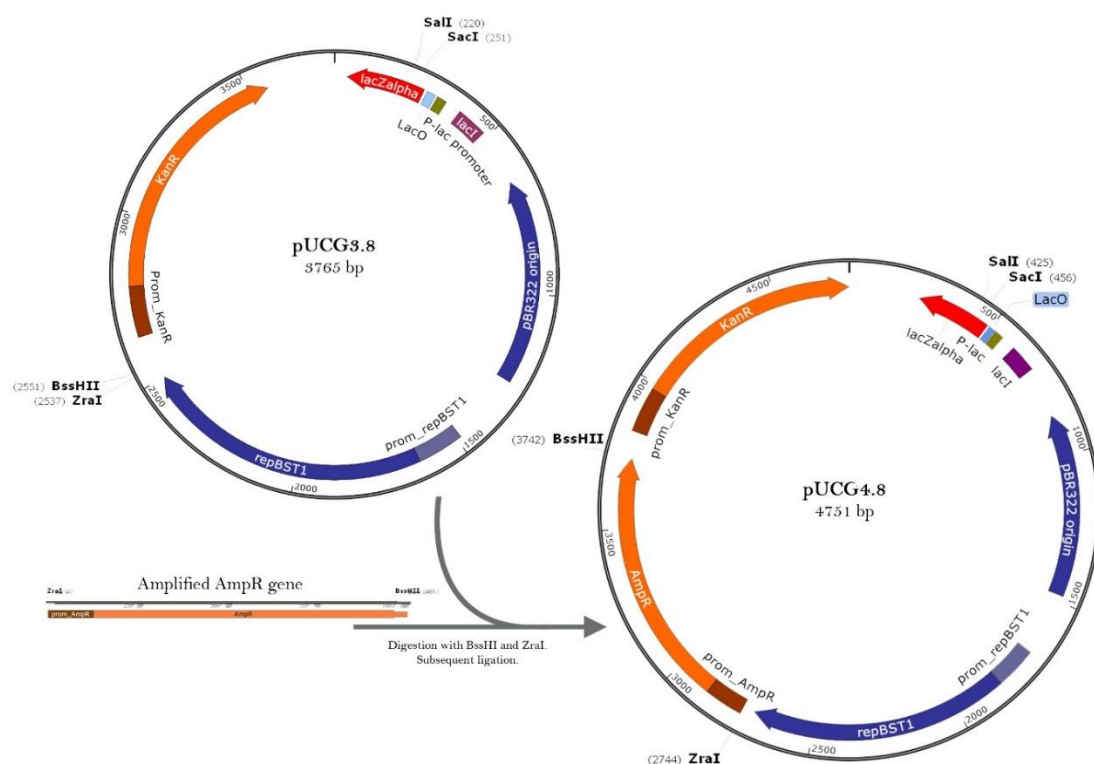 SalI (220)
SacI (251)
3500
lacZalpha
LacO
P-lac promoter
lacI
500
KanR
3000
Prom_KanR
pUCG3.8
3765 bp
pBR322 origin
1000
(2551) BssHII
(2537) ZraI
2500
repBST1
prom_repBST1
1500
2000
SalI (425)
SacI (456)
LacO
4500
KanR
500
lacZalpha
P-lac
lacI
4000
prom_KanR
(3742) BssHII
pUCG4.8
4751 bp
1000
pBR322 origin
1500
3500
AmpR
3000
prom_AmpR
prom_repBST1
2000
repBST1
2500
(2744) ZraI
Amplified AmpR gene
ZraI
BssHII
prom_AmpR
AmpR
Digestion with BssHI and ZraI.
Subsequent ligation.